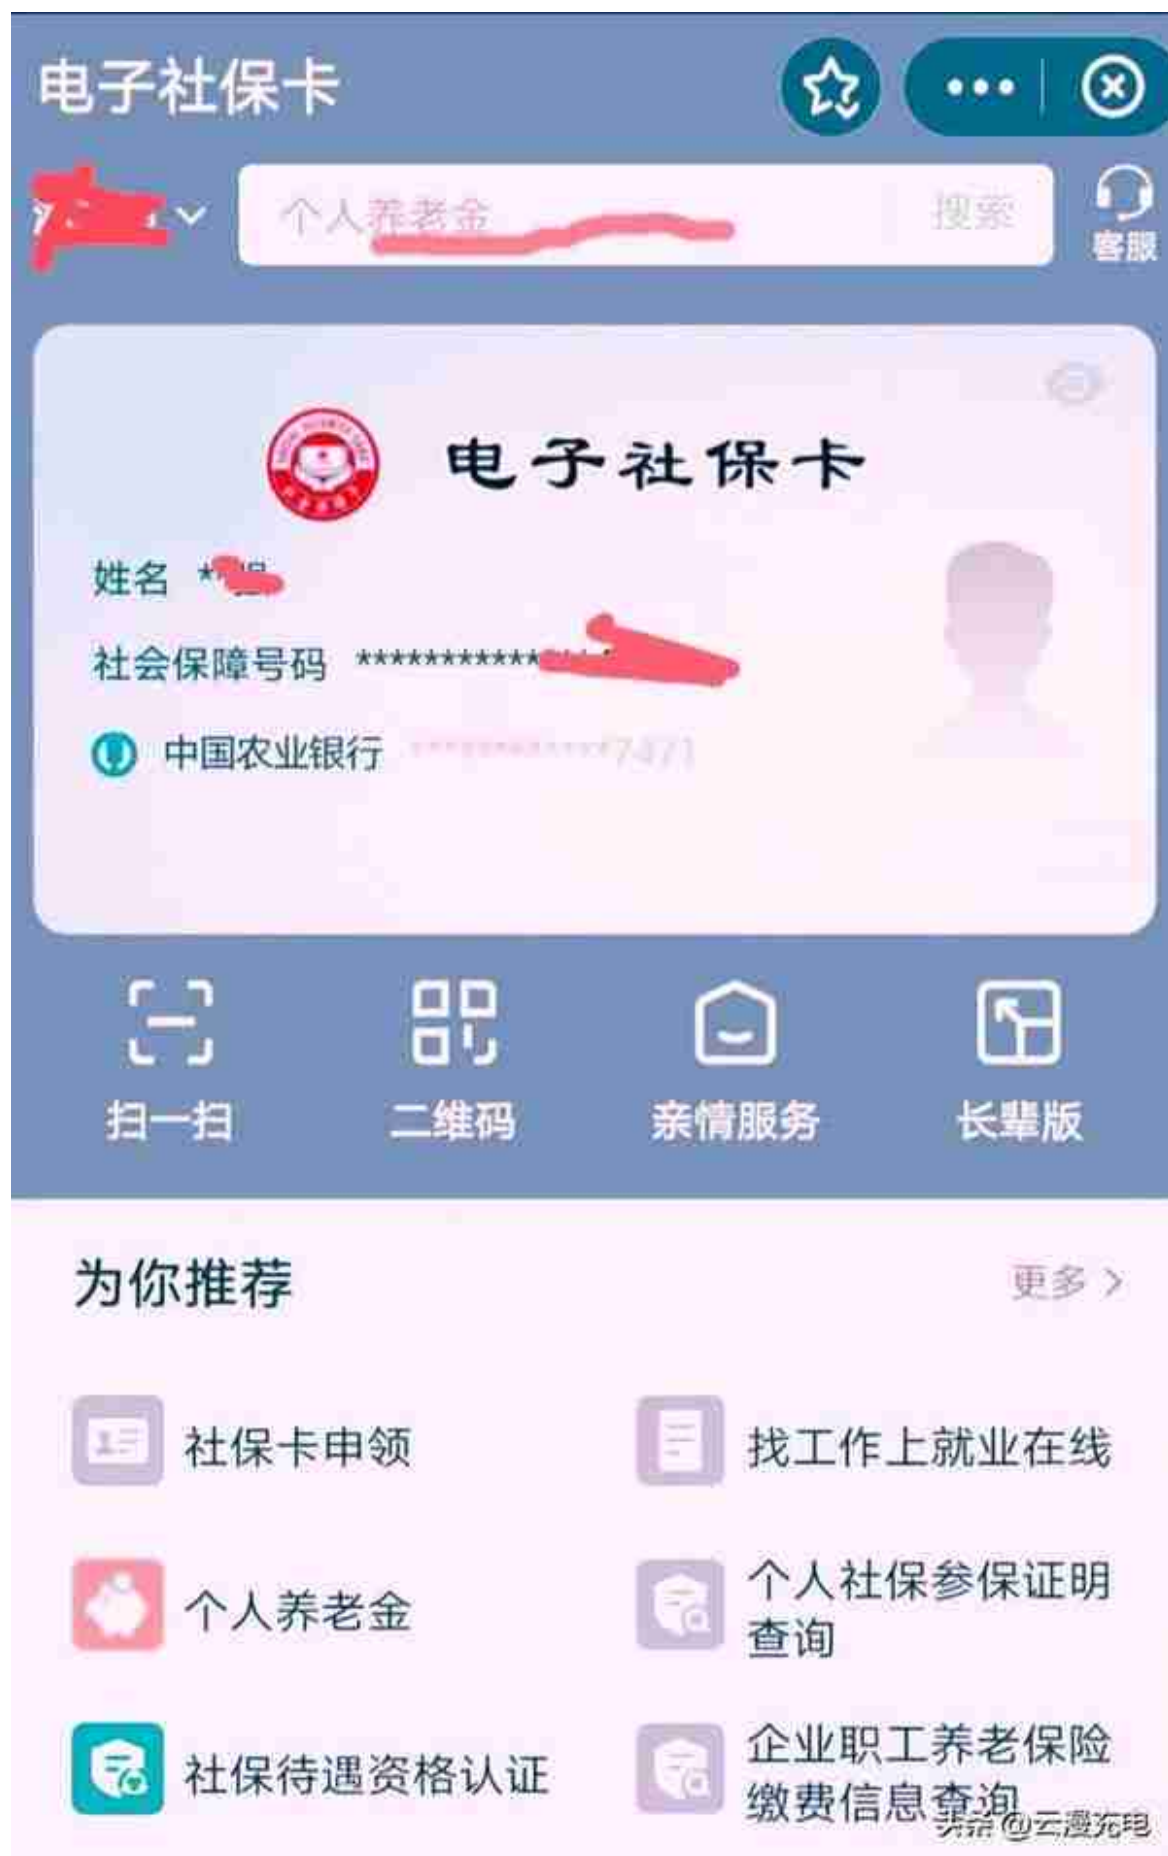 电子社保卡
个人养老金 搜索
客服
电子社保卡
姓名 *
社会保障号码 ***********
中国农业银行 ************7471
扫一扫 二维码 亲情服务 长辈版
为你推荐 更多
社保卡申领 找工作上就业在线
个人养老金 个人社保参保证明
查询
社保待遇资格认证 企业职工养老保险
缴费信息查询
头条 @云漫充电